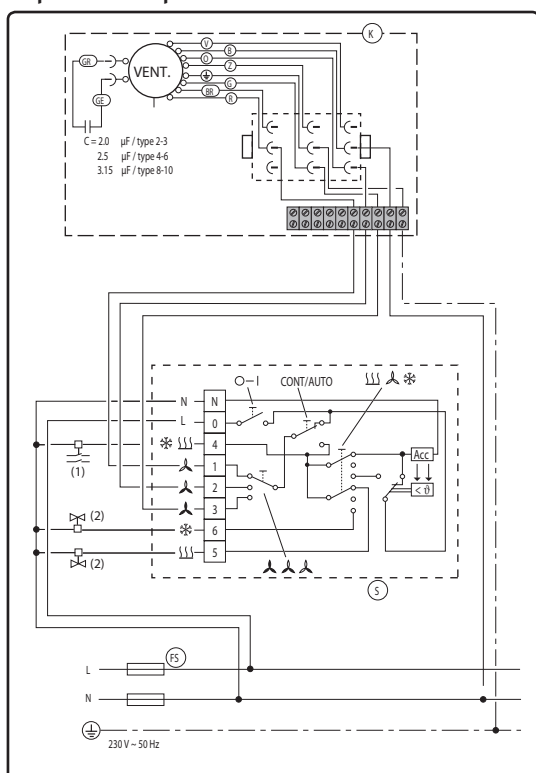 V
K
B
GR
O
VENT.
Z
G
GE
BR
R
C = 2.0 µF / type 2-3
2.5 µF / type 4-6
3.15 µF / type 8-10
O–I CONT/AUTO
N N
L 0
4 Acc
(1)
1
2 < ϑ
3
(2) 6
5
(2)
S
FS
L
N
230 V ~ 50 Hz